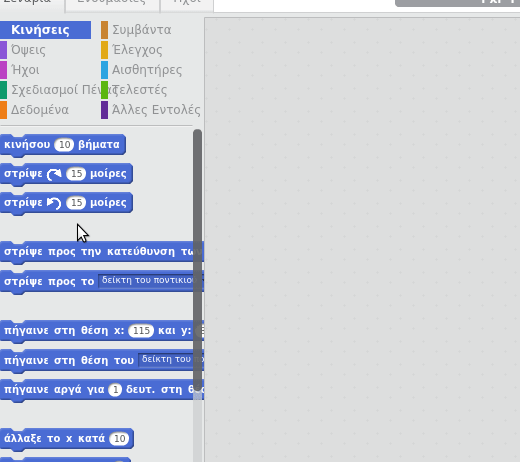 Σενάρια Ενδυμασίες Ήχοι
Κινήσεις Συμβάντα
Όψεις Έλεγχος
Ήχοι Αισθητήρες
Σχεδιασμοί Πένας Τελεστές
Δεδομένα Άλλες Εντολές
κινήσου 10 βήματα
στρίψε 15 μοίρες
στρίψε 15 μοίρες
στρίψε προς την κατεύθυνση των
στρίψε προς το δείκτη του ποντικιού
πήγαινε στη θέση x: 115 και y:
πήγαινε στη θέση του δείκτη του
πήγαινε αργά για 1 δευτ. στη
άλλαξε το x κατά 10